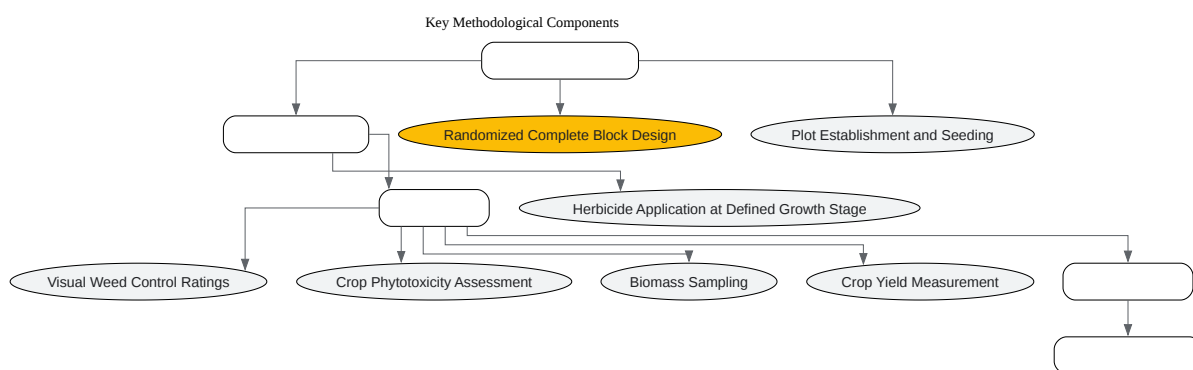 Key Methodological Components
Randomized Complete Block Design
Plot Establishment and Seeding
Herbicide Application at Defined Growth Stage
Visual Weed Control Ratings
Crop Phytotoxicity Assessment
Biomass Sampling
Crop Yield Measurement